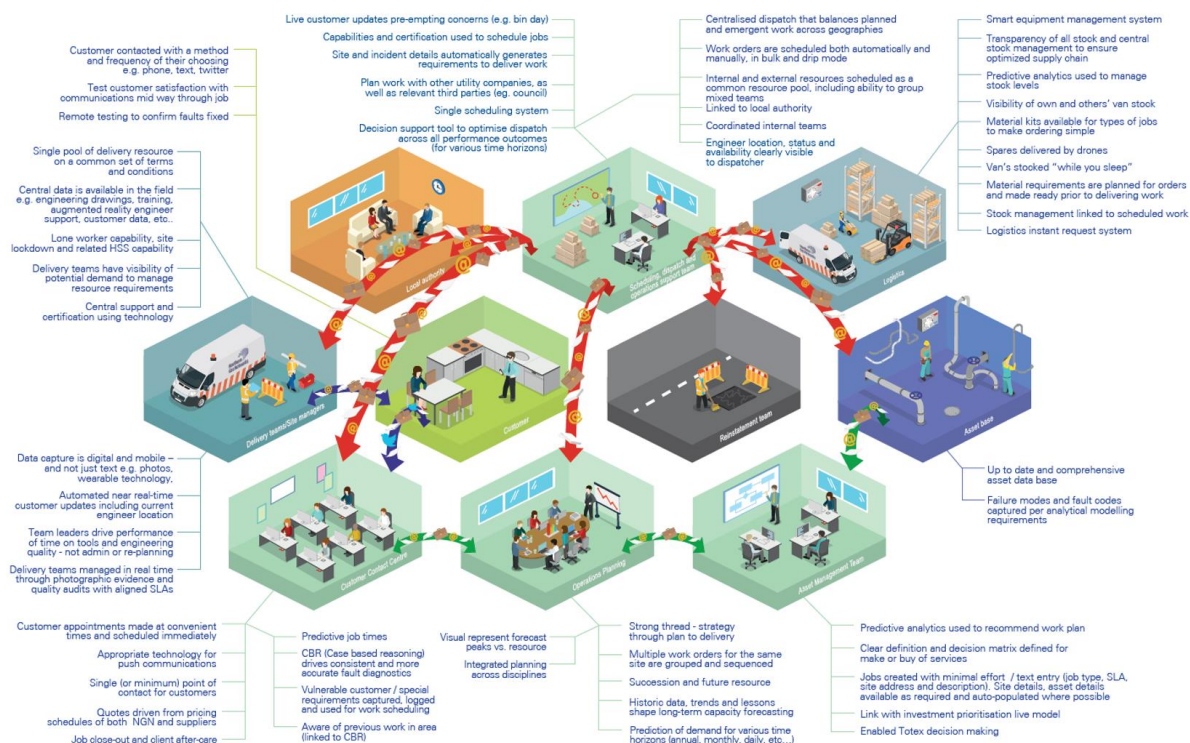 Live customer updates pre-empting concerns (e.g. bin day)
Capabilities and certification used to schedule jobs
Site and incident details automatically generates
requirements to deliver work
Plan work with other utility companies, as
well as relevant third parties (eg. council)
Single scheduling system
Decision support tool to optimise dispatch
across all performance outcomes
(for various time horizons)
Centralised dispatch that balances planned
and emergent work across geographies
Work orders are scheduled both automatically and
manually, in bulk and drip mode
Internal and external resources scheduled as a
common resource pool, including ability to group
mixed teams
Linked to local authority
Coordinated internal teams
Engineer location, status and
availability clearly visible
to dispatcher
Smart equipment management system
Transparency of all stock and central
stock management to ensure
optimized supply chain
Predictive analytics used to manage
stock levels
Visibility of own and others' van stock
Material kits available for types of jobs
to make ordering simple
Spares delivered by drones
Van's stocked "while you sleep"
Material requirements are planned for orders
and made ready prior to delivering work
Stock management linked to scheduled work
Logistics instant request system
Customer contacted with a method
and frequency of their choosing
e.g. phone, text, twitter
Test customer satisfaction with
communications mid way through job
Remote testing to confirm faults fixed
Single pool of delivery resource
on a common set of terms
and conditions
Central data is available in the field
e.g. engineering drawings, training,
augmented reality engineer
support, customer data, etc..
Lone worker capability, site
lockdown and related HSS capability
Delivery teams have visibility of
potential demand to manage
resource requirements
Central support and
certification using technology
Local authority
Scheduling, dispatch and
operations support team
Logistics
Delivery teams/Site managers
Customer
Reinstatement team
Asset base
Data capture is digital and mobile –
and not just text e.g. photos,
wearable technology,
Automated near real-time
customer updates including current
engineer location
Team leaders drive performance
of time on tools and engineering
quality - not admin or re-planning
Delivery teams managed in real time
through photographic evidence and
quality audits with aligned SLAs
Up to date and comprehensive
asset data base
Failure modes and fault codes
captured per analytical modelling
requirements
Customer Contact Centre
Operations Planning
Asset Management Team
Customer appointments made at convenient
times and scheduled immediately
Appropriate technology for
push communications
Single (or minimum) point of
contact for customers
Quotes driven from pricing
schedules of both NGN and suppliers
Job close-out and client after-care
Predictive job times
CBR (Case based reasoning)
drives consistent and more
accurate fault diagnostics
Vulnerable customer / special
requirements captured, logged
and used for work scheduling
Aware of previous work in area
(linked to CBR)
Visual represent forecast
peaks vs. resource
Integrated planning
across disciplines
Strong thread - strategy
through plan to delivery
Multiple work orders for the same
site are grouped and sequenced
Succession and future resource
Historic data, trends and lessons
shape long-term capacity forecasting
Prediction of demand for various time
horizons (annual, monthly, daily, etc...)
Predictive analytics used to recommend work plan
Clear definition and decision matrix defined for
make or buy of services
Jobs created with minimal effort / text entry (job type, SLA,
site address and description). Site details, asset details
available as required and auto-populated where possible
Link with investment prioritisation live model
Enabled Totex decision making